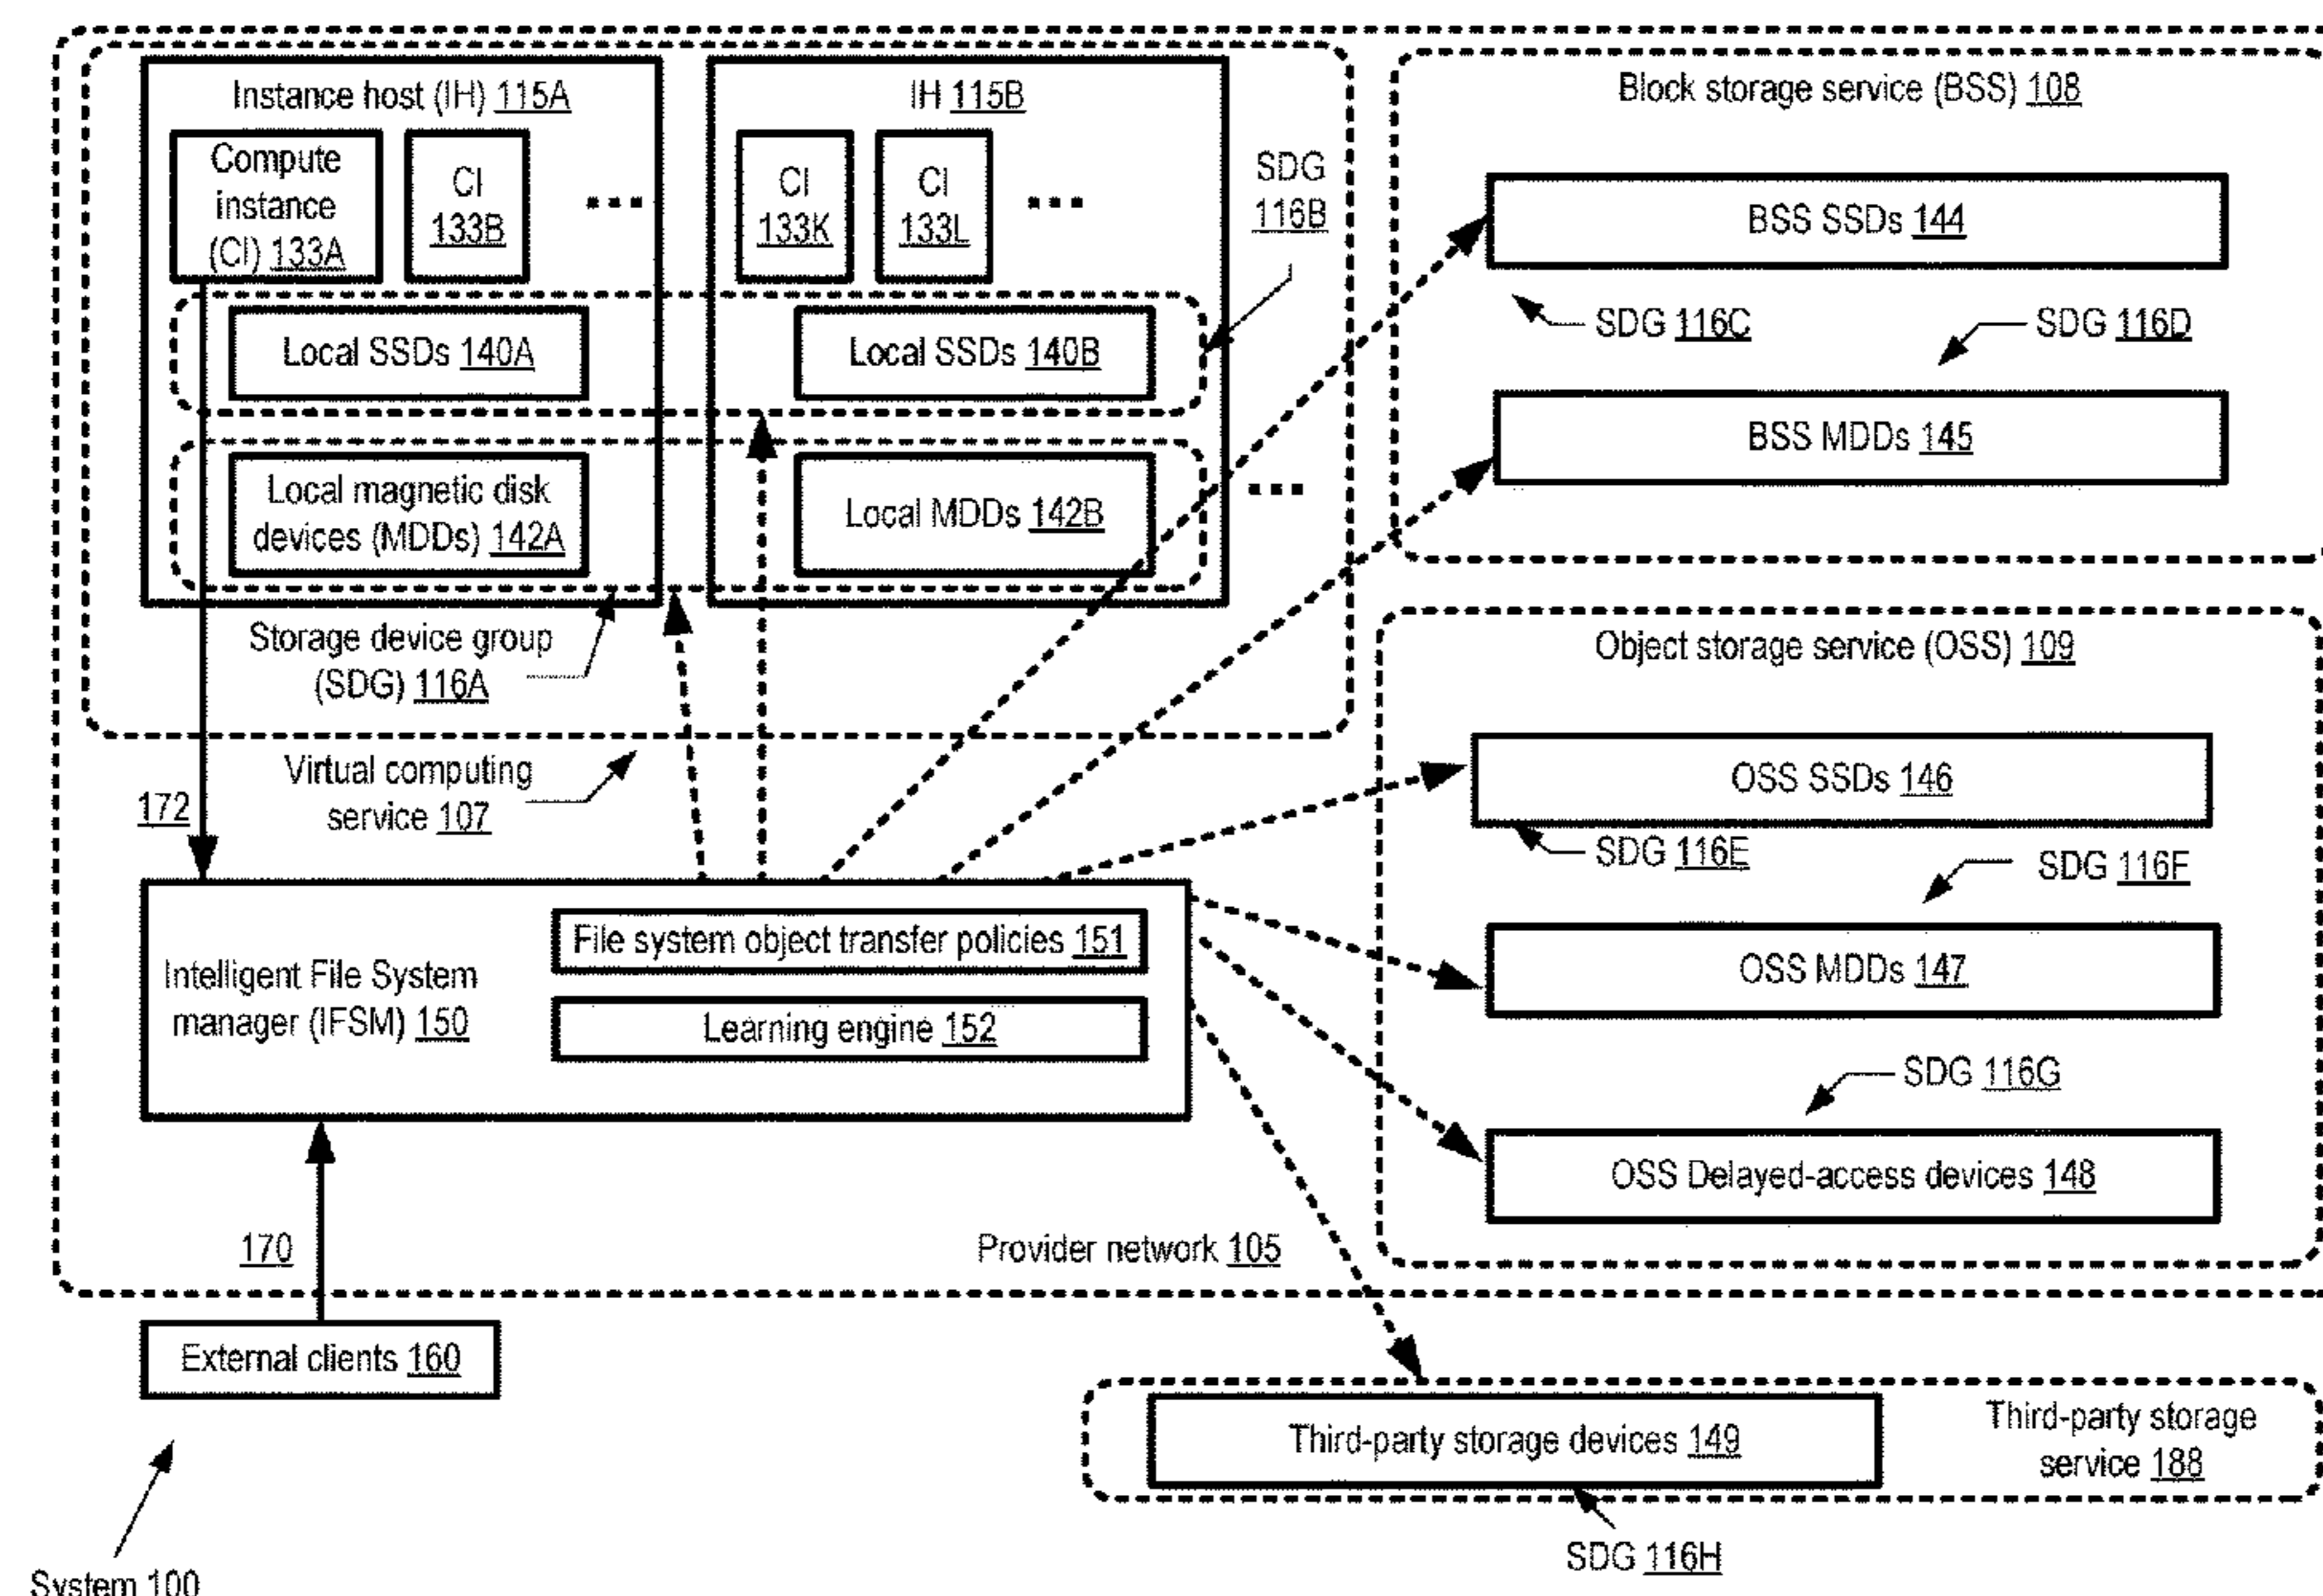 Instance host (IH) 115A
Compute
instance
(CI) 133A
CI
133B
...
Local SSDs 140A
Local magnetic disk
devices (MDDs) 142A
IH 115B
CI
133K
CI
133L
...
Local SSDs 140B
Local MDDs 142B
SDG
116B
...
Storage device group
(SDG) 116A
Virtual computing
service 107
172
Block storage service (BSS) 108
BSS SSDs 144
SDG 116C
SDG 116D
BSS MDDs 145
Object storage service (OSS) 109
OSS SSDs 146
SDG 116E
SDG 116F
OSS MDDs 147
SDG 116G
OSS Delayed-access devices 148
Intelligent File System
manager (IFSM) 150
File system object transfer policies 151
Learning engine 152
170
Provider network 105
External clients 160
Third-party storage devices 149
Third-party storage
service 188
SDG 116H
System 100